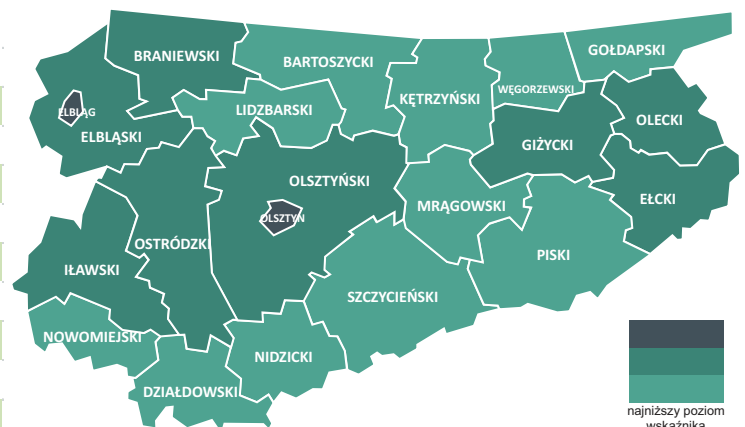 BRANIEWSKI
BARTOSZYCKI
GOŁDAPSKI
WĘGORZEWSKI
KĘTRZYŃSKI
LIDZBARSKI
ELBLĄG
ELBLĄSKI
OLECKI
GIŻYCKI
OLSZTYŃSKI
EŁCKI
MRĄGOWSKI
OLSZTYN
OSTRÓDZKI
PISKI
IŁAWSKI
SZCZYCIEŃSKI
NOWOMIEJSKI
NIDZICKI
DZIAŁDOWSKI
najniższy poziom
wskaźnika